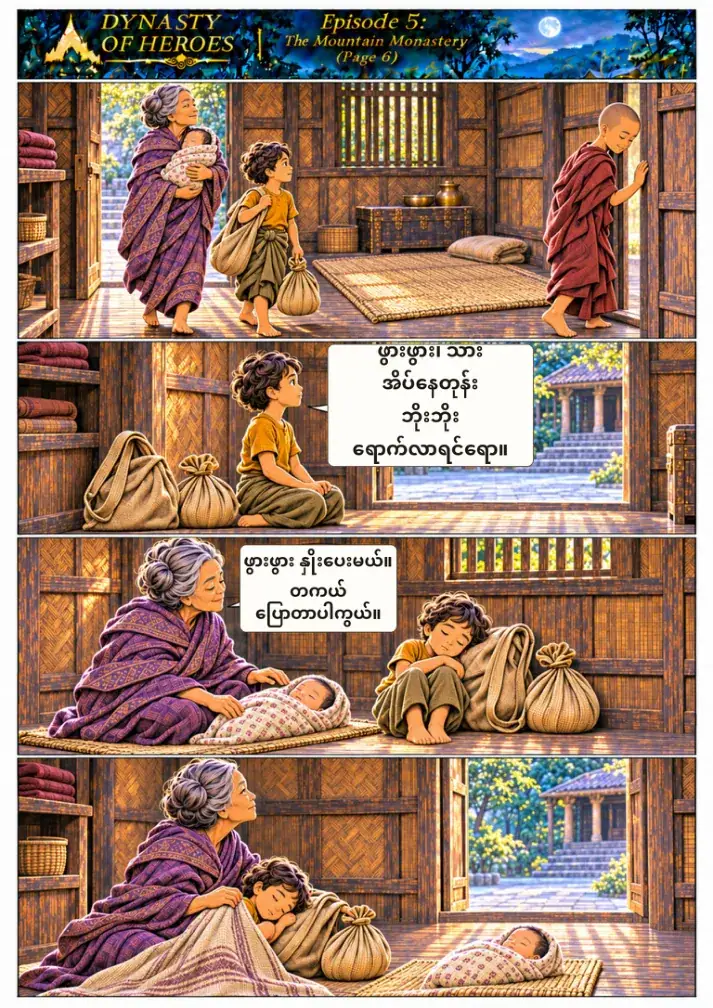 DYNASTY
OF HEROES
Episode 5:
The Mountain Monastery
(Page 6)
ဖွားဖွား၊ သား
အိပ်နေတုန်း
ဘိုးဘိုး
ရောက်လာရင်ရော။
ဖွားဖွား နှိုးပေးမယ်။
တကယ်
ပြောတာပါကွယ်။